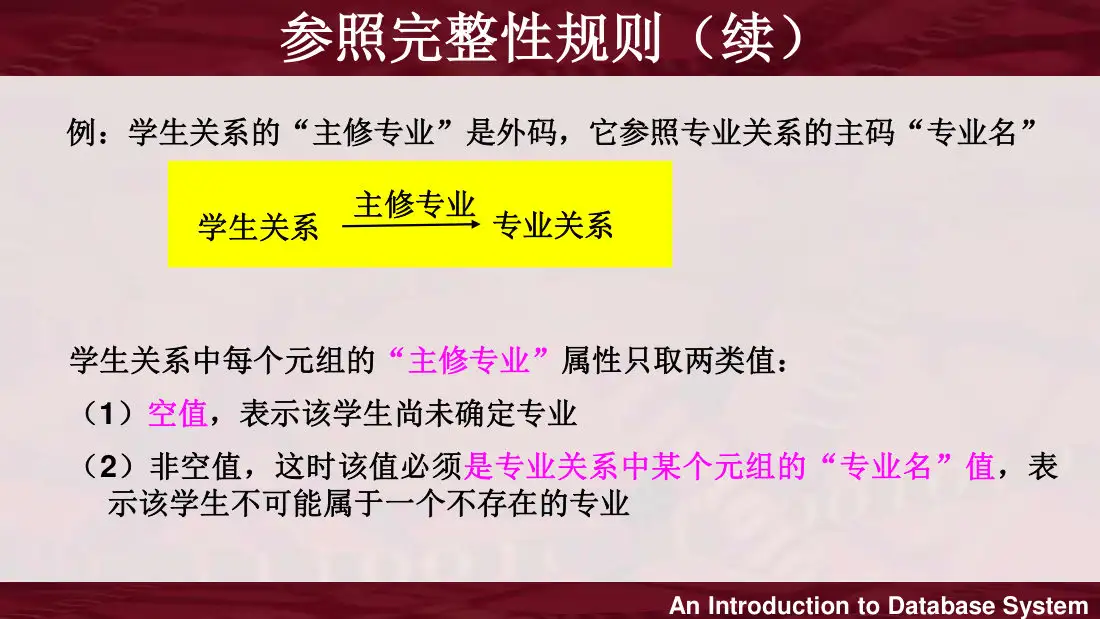 参照完整性规则（续）
例：学生关系的“主修专业”是外码，它参照专业关系的主码“专业名”
主修专业
学生关系 专业关系
学生关系中每个元组的“主修专业”属性只取两类值：
（1）空值，表示该学生尚未确定专业
（2）非空值，这时该值必须是专业关系中某个元组的“专业名”值，表
示该学生不可能属于一个不存在的专业
An Introduction to Database System